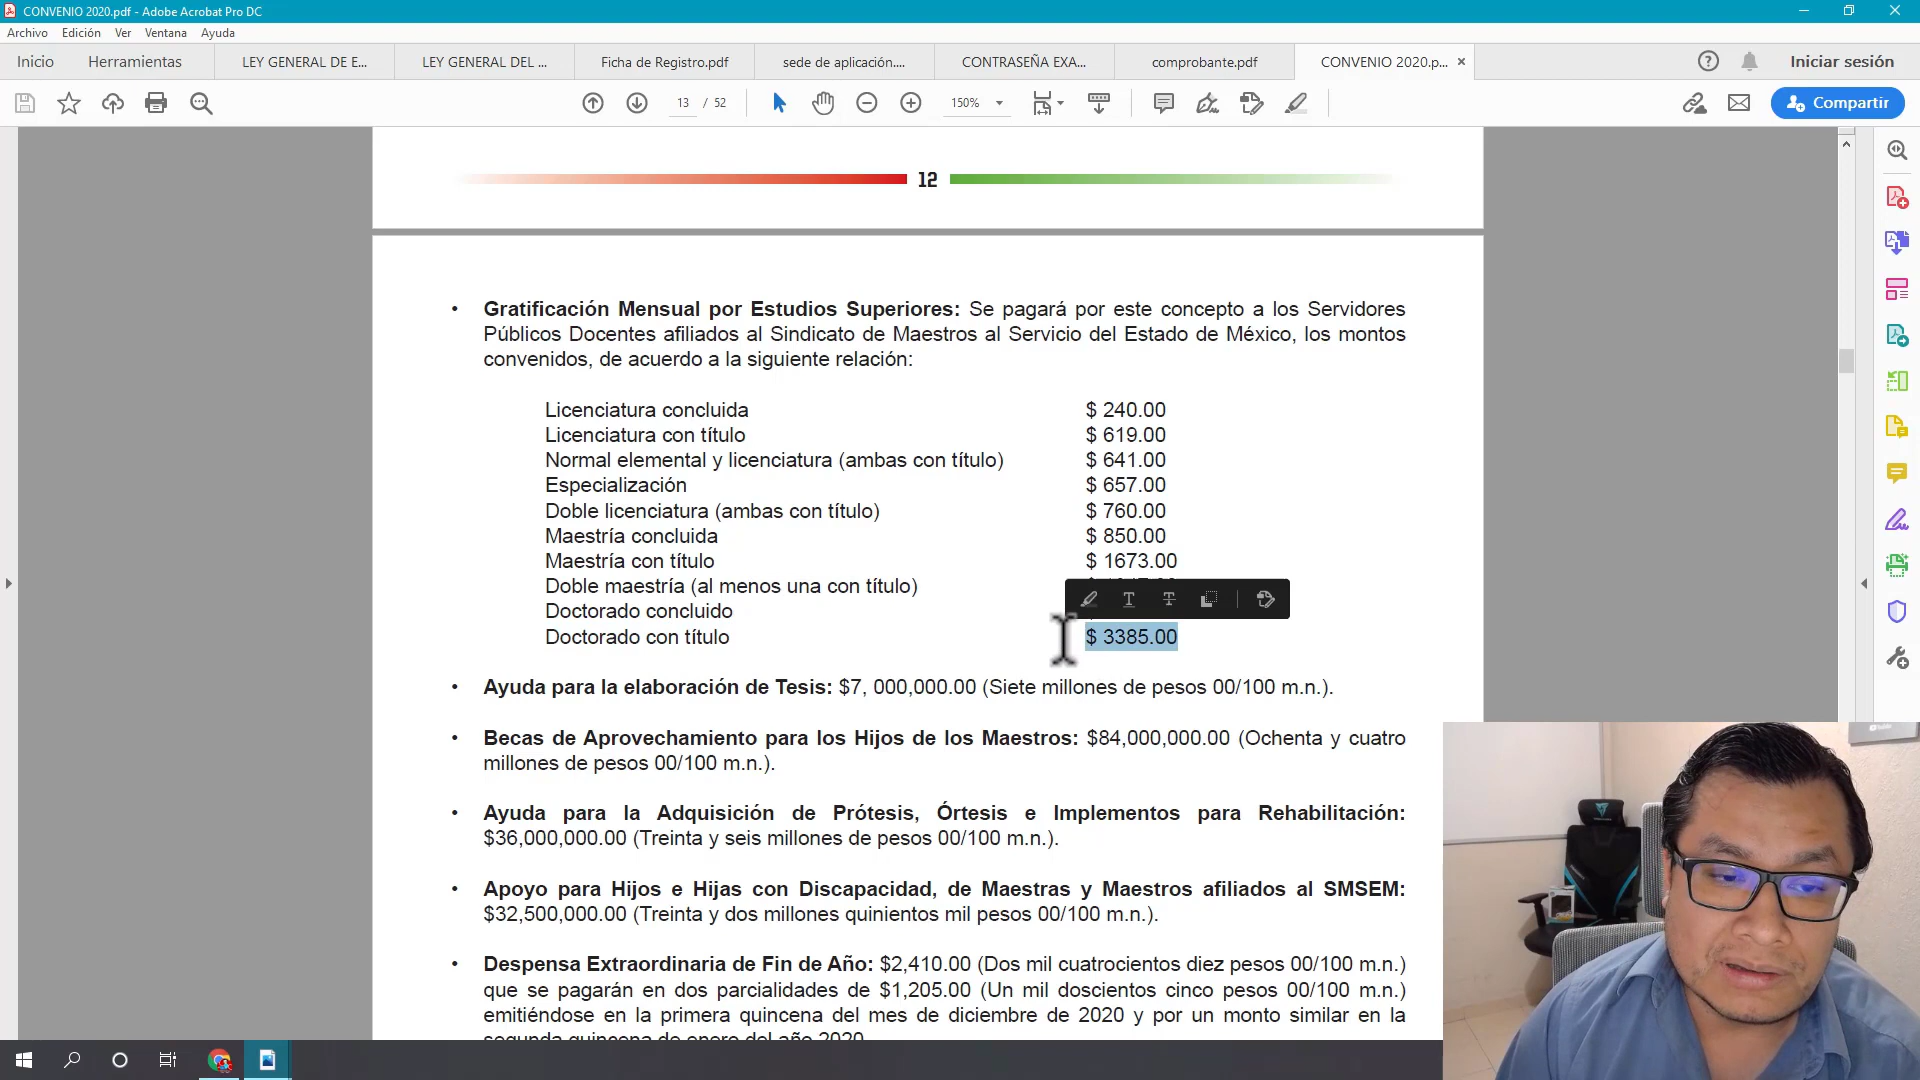 CONVENIO 2020.pdf - Adobe Acrobat Pro DC
Archivo Edición Ver Ventana Ayuda
Inicio Herramientas LEY GENERAL DE E... LEY GENERAL DEL ... Ficha de Registro.pdf sede de aplicación.... CONTRASEÑA EXA... comprobante.pdf CONVENIO 2020.p... Iniciar sesión
13 / 52 150% Compartir
12
• Gratificación Mensual por Estudios Superiores: Se pagará por este concepto a los Servidores
Públicos Docentes afiliados al Sindicato de Maestros al Servicio del Estado de México, los montos
convenidos, de acuerdo a la siguiente relación:
Licenciatura concluida $ 240.00
Licenciatura con título $ 619.00
Normal elemental y licenciatura (ambas con título) $ 641.00
Especialización $ 657.00
Doble licenciatura (ambas con título) $ 760.00
Maestría concluida $ 850.00
Maestría con título $ 1673.00
Doble maestría (al menos una con título)
Doctorado concluido
Doctorado con título $ 3385.00
• Ayuda para la elaboración de Tesis: $7, 000,000.00 (Siete millones de pesos 00/100 m.n.).
• Becas de Aprovechamiento para los Hijos de los Maestros: $84,000,000.00 (Ochenta y cuatro
millones de pesos 00/100 m.n.).
• Ayuda para la Adquisición de Prótesis, Órtesis e Implementos para Rehabilitación:
$36,000,000.00 (Treinta y seis millones de pesos 00/100 m.n.).
• Apoyo para Hijos e Hijas con Discapacidad, de Maestras y Maestros afiliados al SMSEM:
$32,500,000.00 (Treinta y dos millones quinientos mil pesos 00/100 m.n.).
• Despensa Extraordinaria de Fin de Año: $2,410.00 (Dos mil cuatrocientos diez pesos 00/100 m.n.)
que se pagarán en dos parcialidades de $1,205.00 (Un mil doscientos cinco pesos 00/100 m.n.)
emitiéndose en la primera quincena del mes de diciembre de 2020 y por un monto similar en la
segunda quincena de enero del año 2020